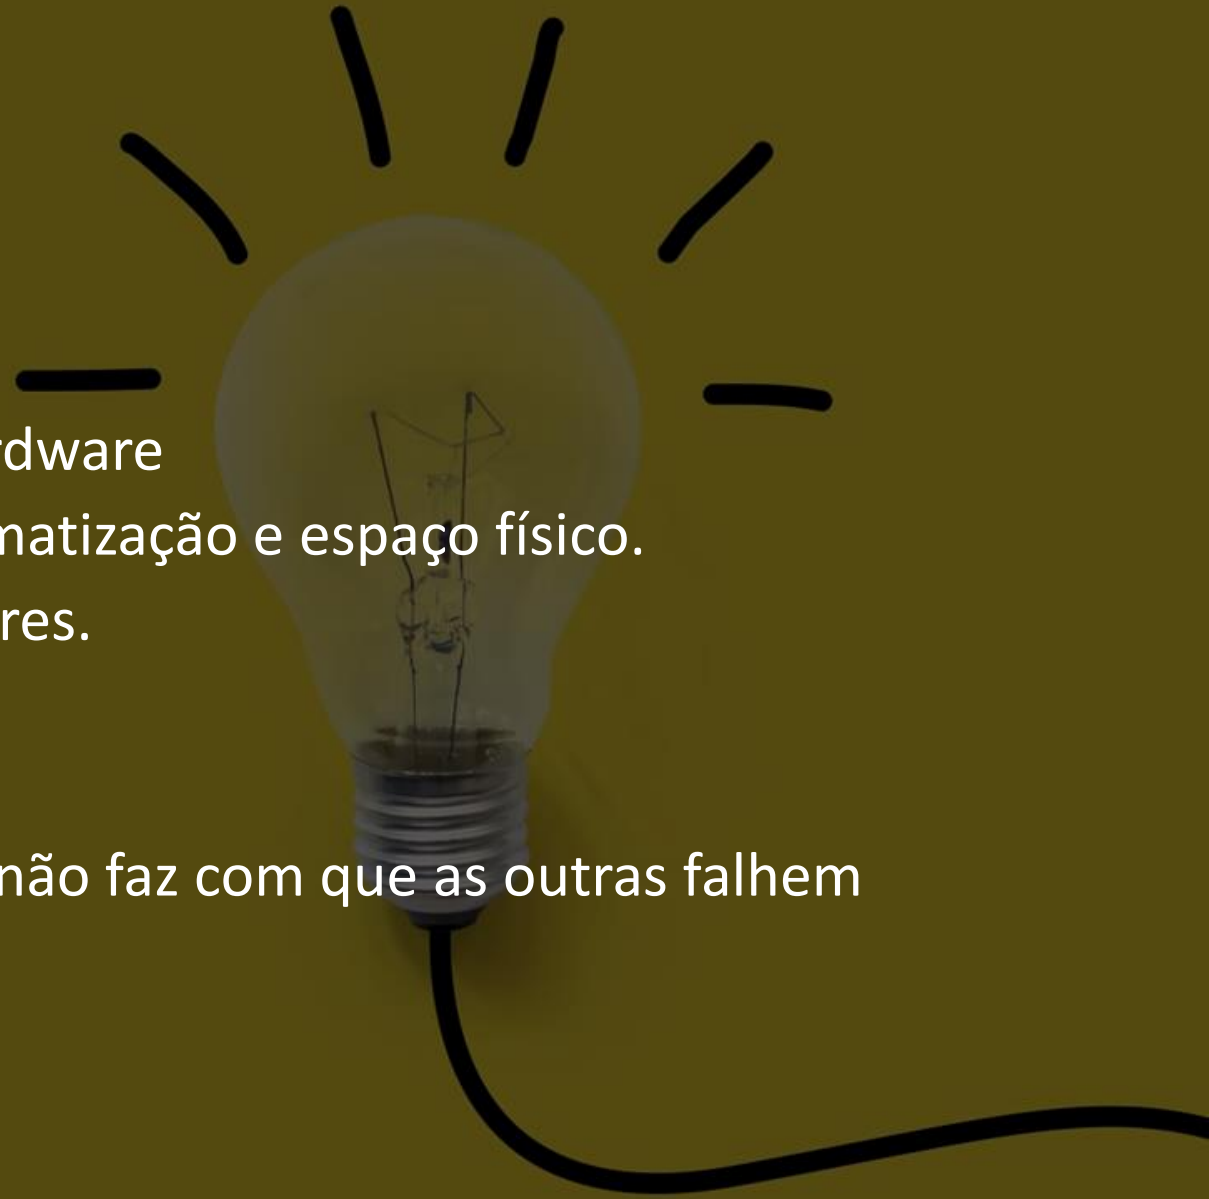 rdware
matização e espaço físico.
res.
não faz com que as outras falhem